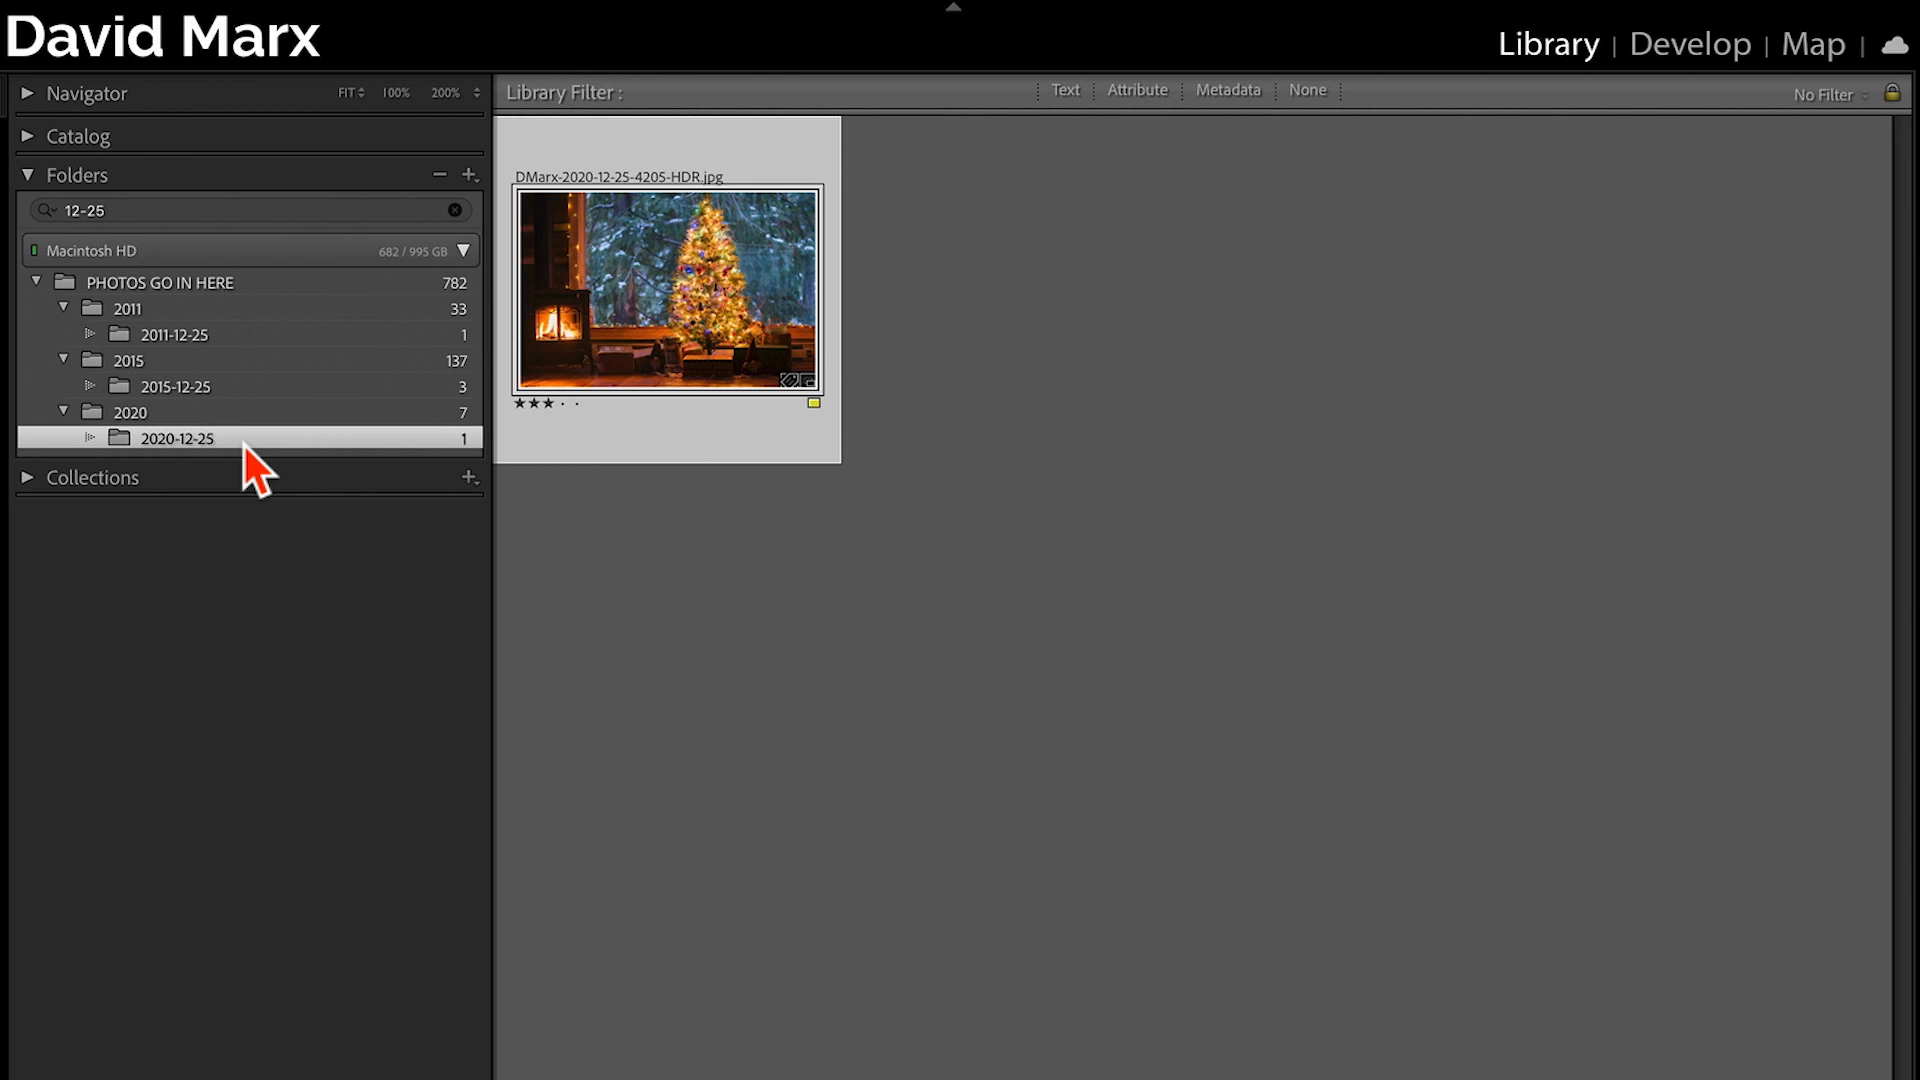 David Marx
Library | Develop | Map |
Navigator FIT 100% 200%
Library Filter : Text Attribute Metadata None No Filter
Catalog
Folders
12-25
Macintosh HD 682 / 995 GB
PHOTOS GO IN HERE 782
2011 33
2011-12-25 1
2015 137
2015-12-25 3
2020 7
2020-12-25 1
Collections
DMarx-2020-12-25-4205-HDR.jpg